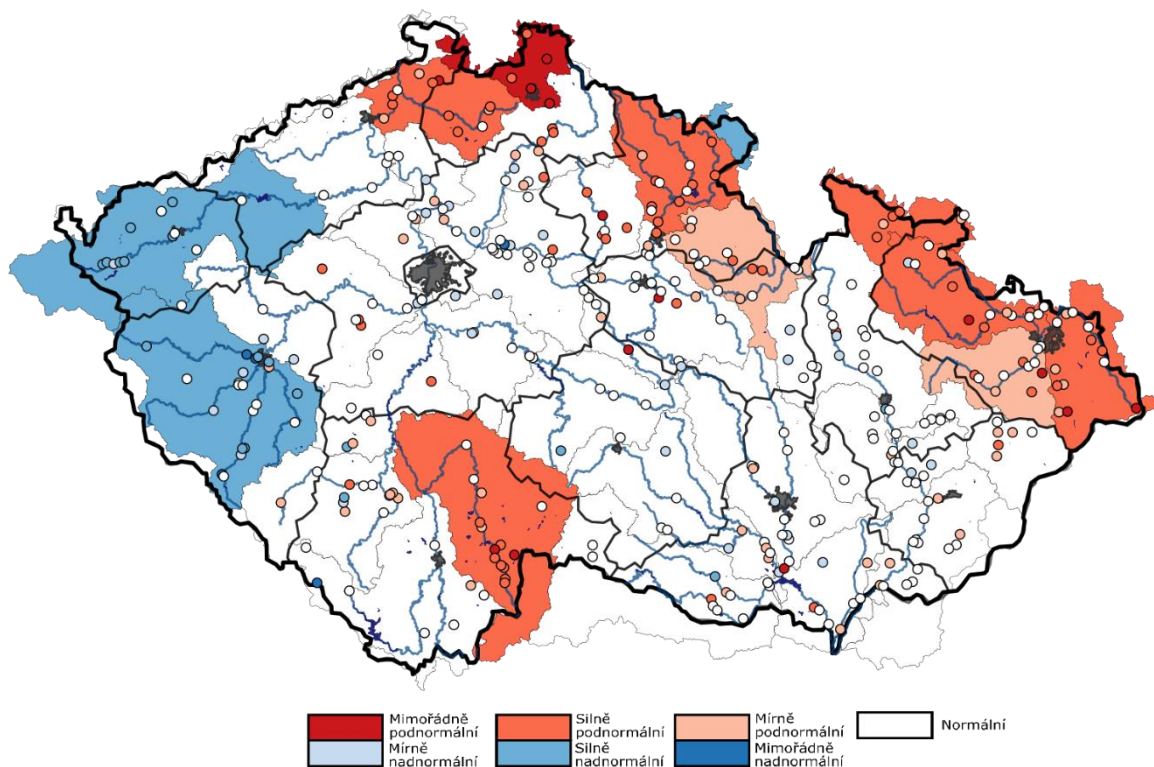 Mimořádně
podnormální
Silně
podnormální
Mírně
podnormální
Normální
Mírně
nadnormální
Silně
nadnormální
Mimořádně
nadnormální